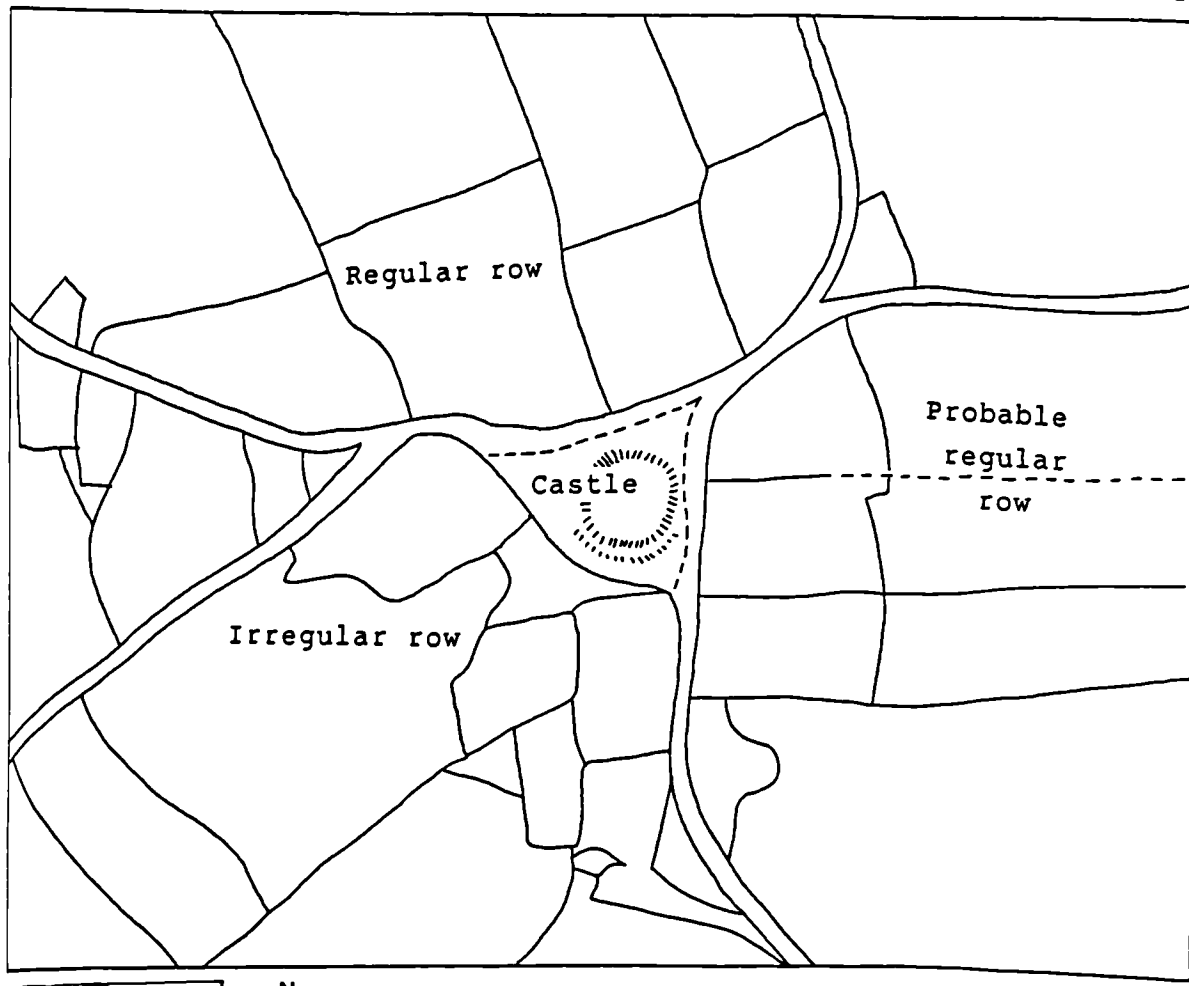 Regular row
Probable
regular
row
Castle
Irregular row
N